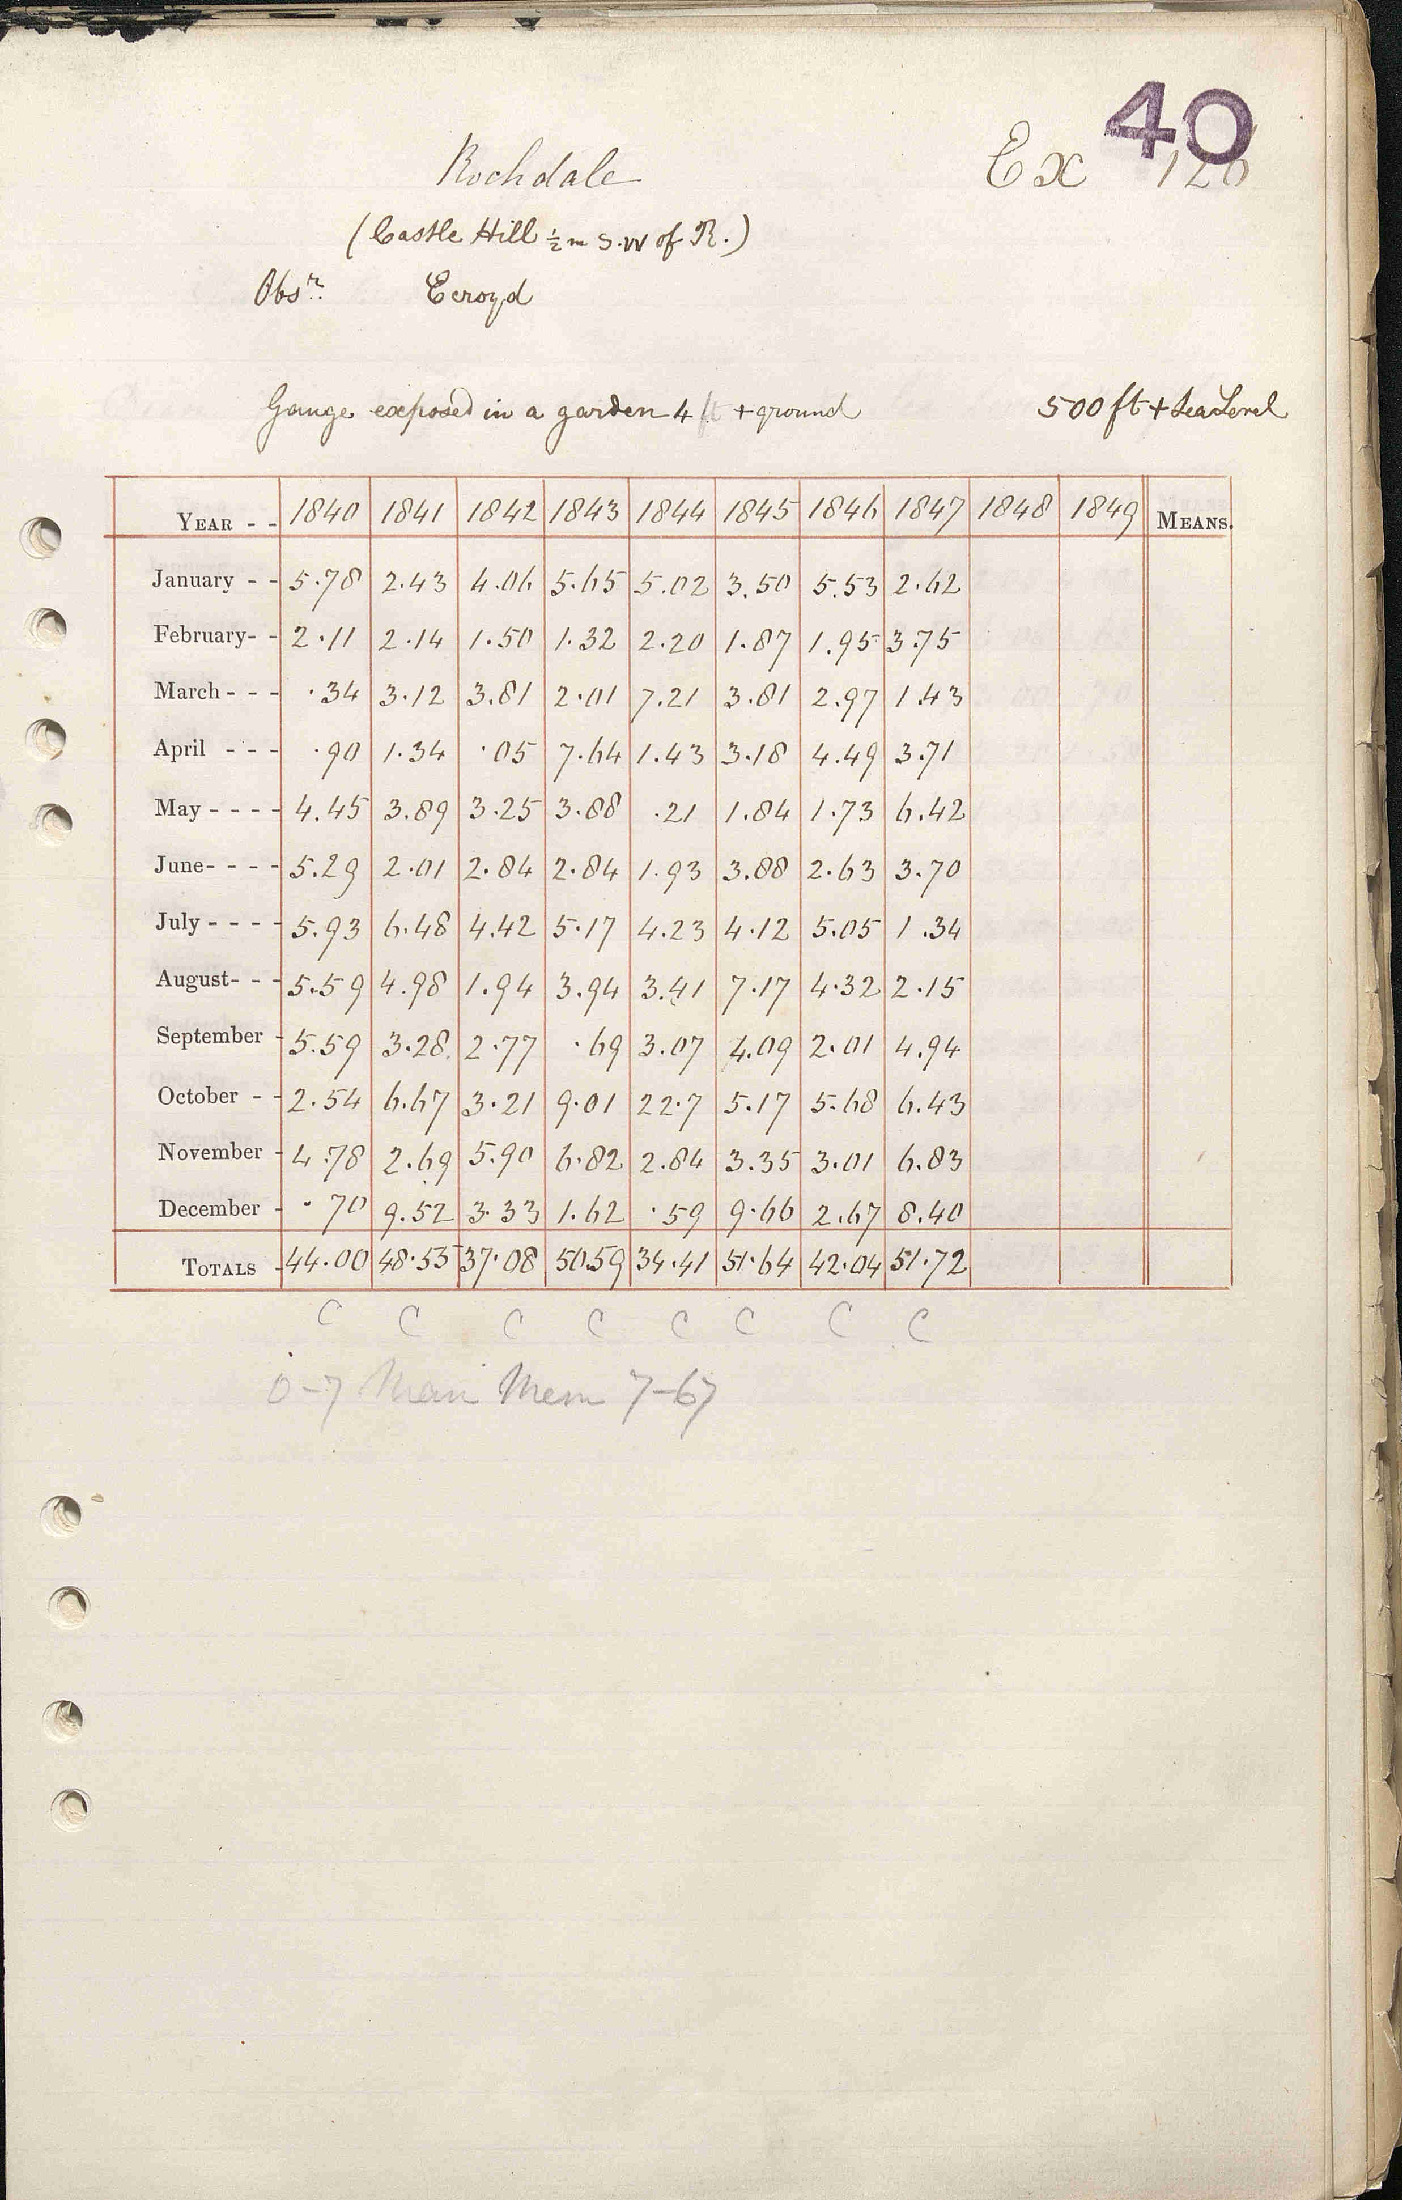 40
Rochdale Ex 120
(Castle Hill ½ m S.W of R.)
Obsr. Ecroyd
Gauge exposed in a garden 4 ft + ground 500 ft + Sea Level
YEAR - - 1840 1841 1842 1843 1844 1845 1846 1847 1848 1849 MEANS.
January - - 5.78 2.43 4.06 5.65 5.02 3.50 5.53 2.62
February- - 2.11 2.14 1.50 1.32 2.20 1.87 1.95 3.75
March - - - .34 3.12 3.81 2.01 7.21 3.81 2.97 1.43
April - - - .90 1.34 .05 7.64 1.43 3.18 4.49 3.71
May - - - - 4.45 3.89 3.25 3.88 .21 1.84 1.73 6.42
June- - - - 5.29 2.01 2.84 2.84 1.93 3.88 2.63 3.70
July - - - - 5.93 6.48 4.42 5.17 4.23 4.12 5.05 1.34
August- - - 5.59 4.98 1.94 3.94 3.41 7.17 4.32 2.15
September - 5.59 3.28 2.77 .69 3.07 4.09 2.01 4.94
October - - 2.54 6.67 3.21 9.01 22.7 5.17 5.68 6.43
November - 4.78 2.69 5.90 6.82 2.84 3.35 3.01 6.83
December - .70 9.52 3.33 1.62 .59 9.66 2.67 8.40
TOTALS - 44.00 48.55 37.08 50.59 34.41 51.64 42.04 51.72
C C C C C C C C
0-7 Man Mem 7-67